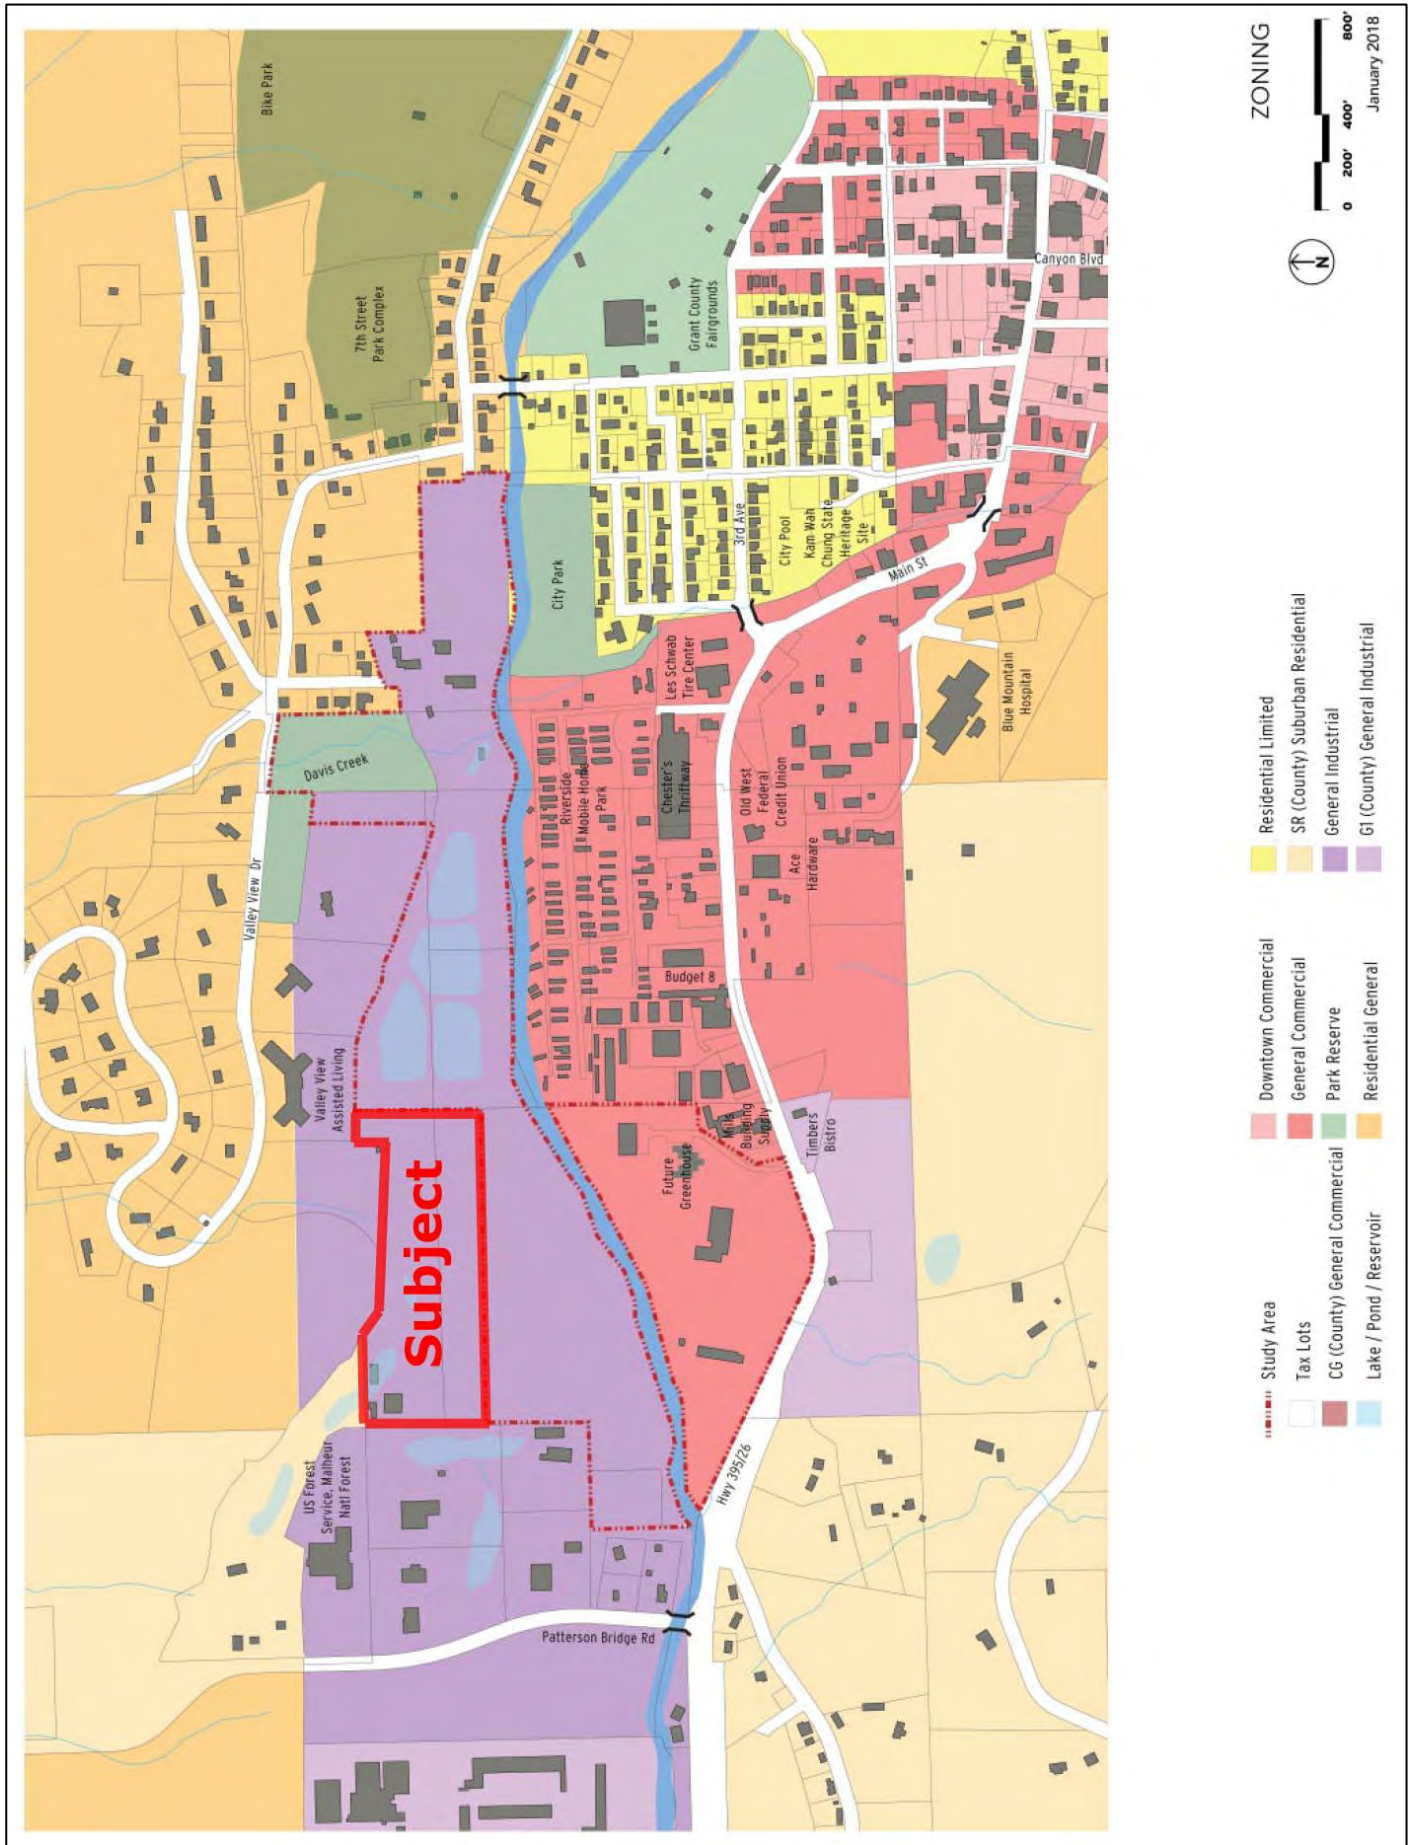 ZONING
0 200' 400' 800'
January 2018
N
Bike Park
7th Street
Park Complex
Grant County
Fairgrounds
Canyon Blvd
3rd Ave
City Pool
Kam Wah
Chung State
Heritage
Site
City Park
Main St
Davis Creek
Les Schwab
Tire Center
Blue Mountain
Hospital
Riverside
Mobile Home
Park
Chester's
Thriftway
Old West
Federal
Credit Union
Ace
Hardware
Valley View Dr
Budget 8
Valley View
Assisted Living
Mills
Building
Supply
Timbers
Bistro
Future
Greenhouse
Subject
US Forest
Service, Malheur
Natl Forest
Hwy 395/26
Patterson Bridge Rd
Study Area
Tax Lots
CG (County) General Commercial
Lake / Pond / Reservoir
Downtown Commercial
General Commercial
Park Reserve
Residential General
Residential Limited
SR (County) Suburban Residential
General Industrial
GI (County) General Industrial